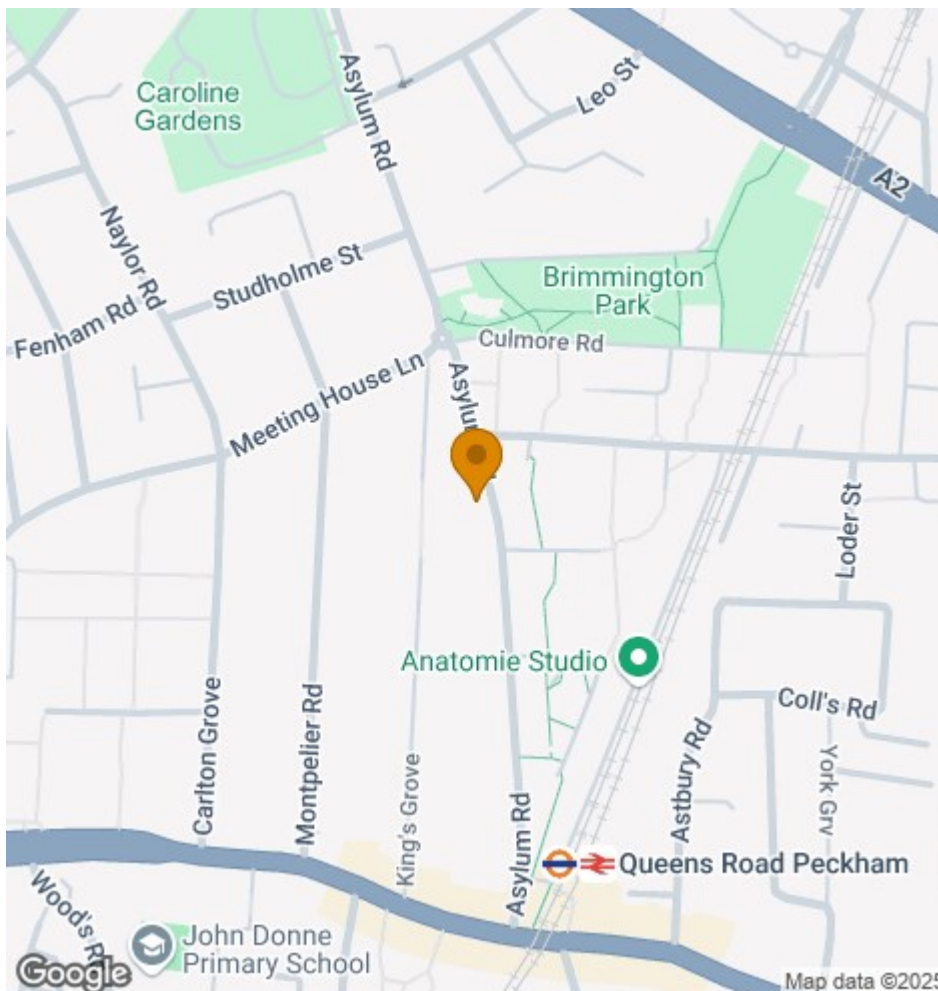 Caroline
Gardens
Asylum Rd
Leo St
A2
Naylor Rd
Studholme St
Fenham Rd
Brimmington
Park
Culmore Rd
Meeting House Ln
Asylu
Loder St
Anatomie Studio
Coll's Rd
Carlton Grove
Montpelier Rd
King's Grove
Asylum Rd
Astbury Rd
York Grv
Queens Road Peckham
Wood's R
John Donne
Primary School
Google
Map data ©2025